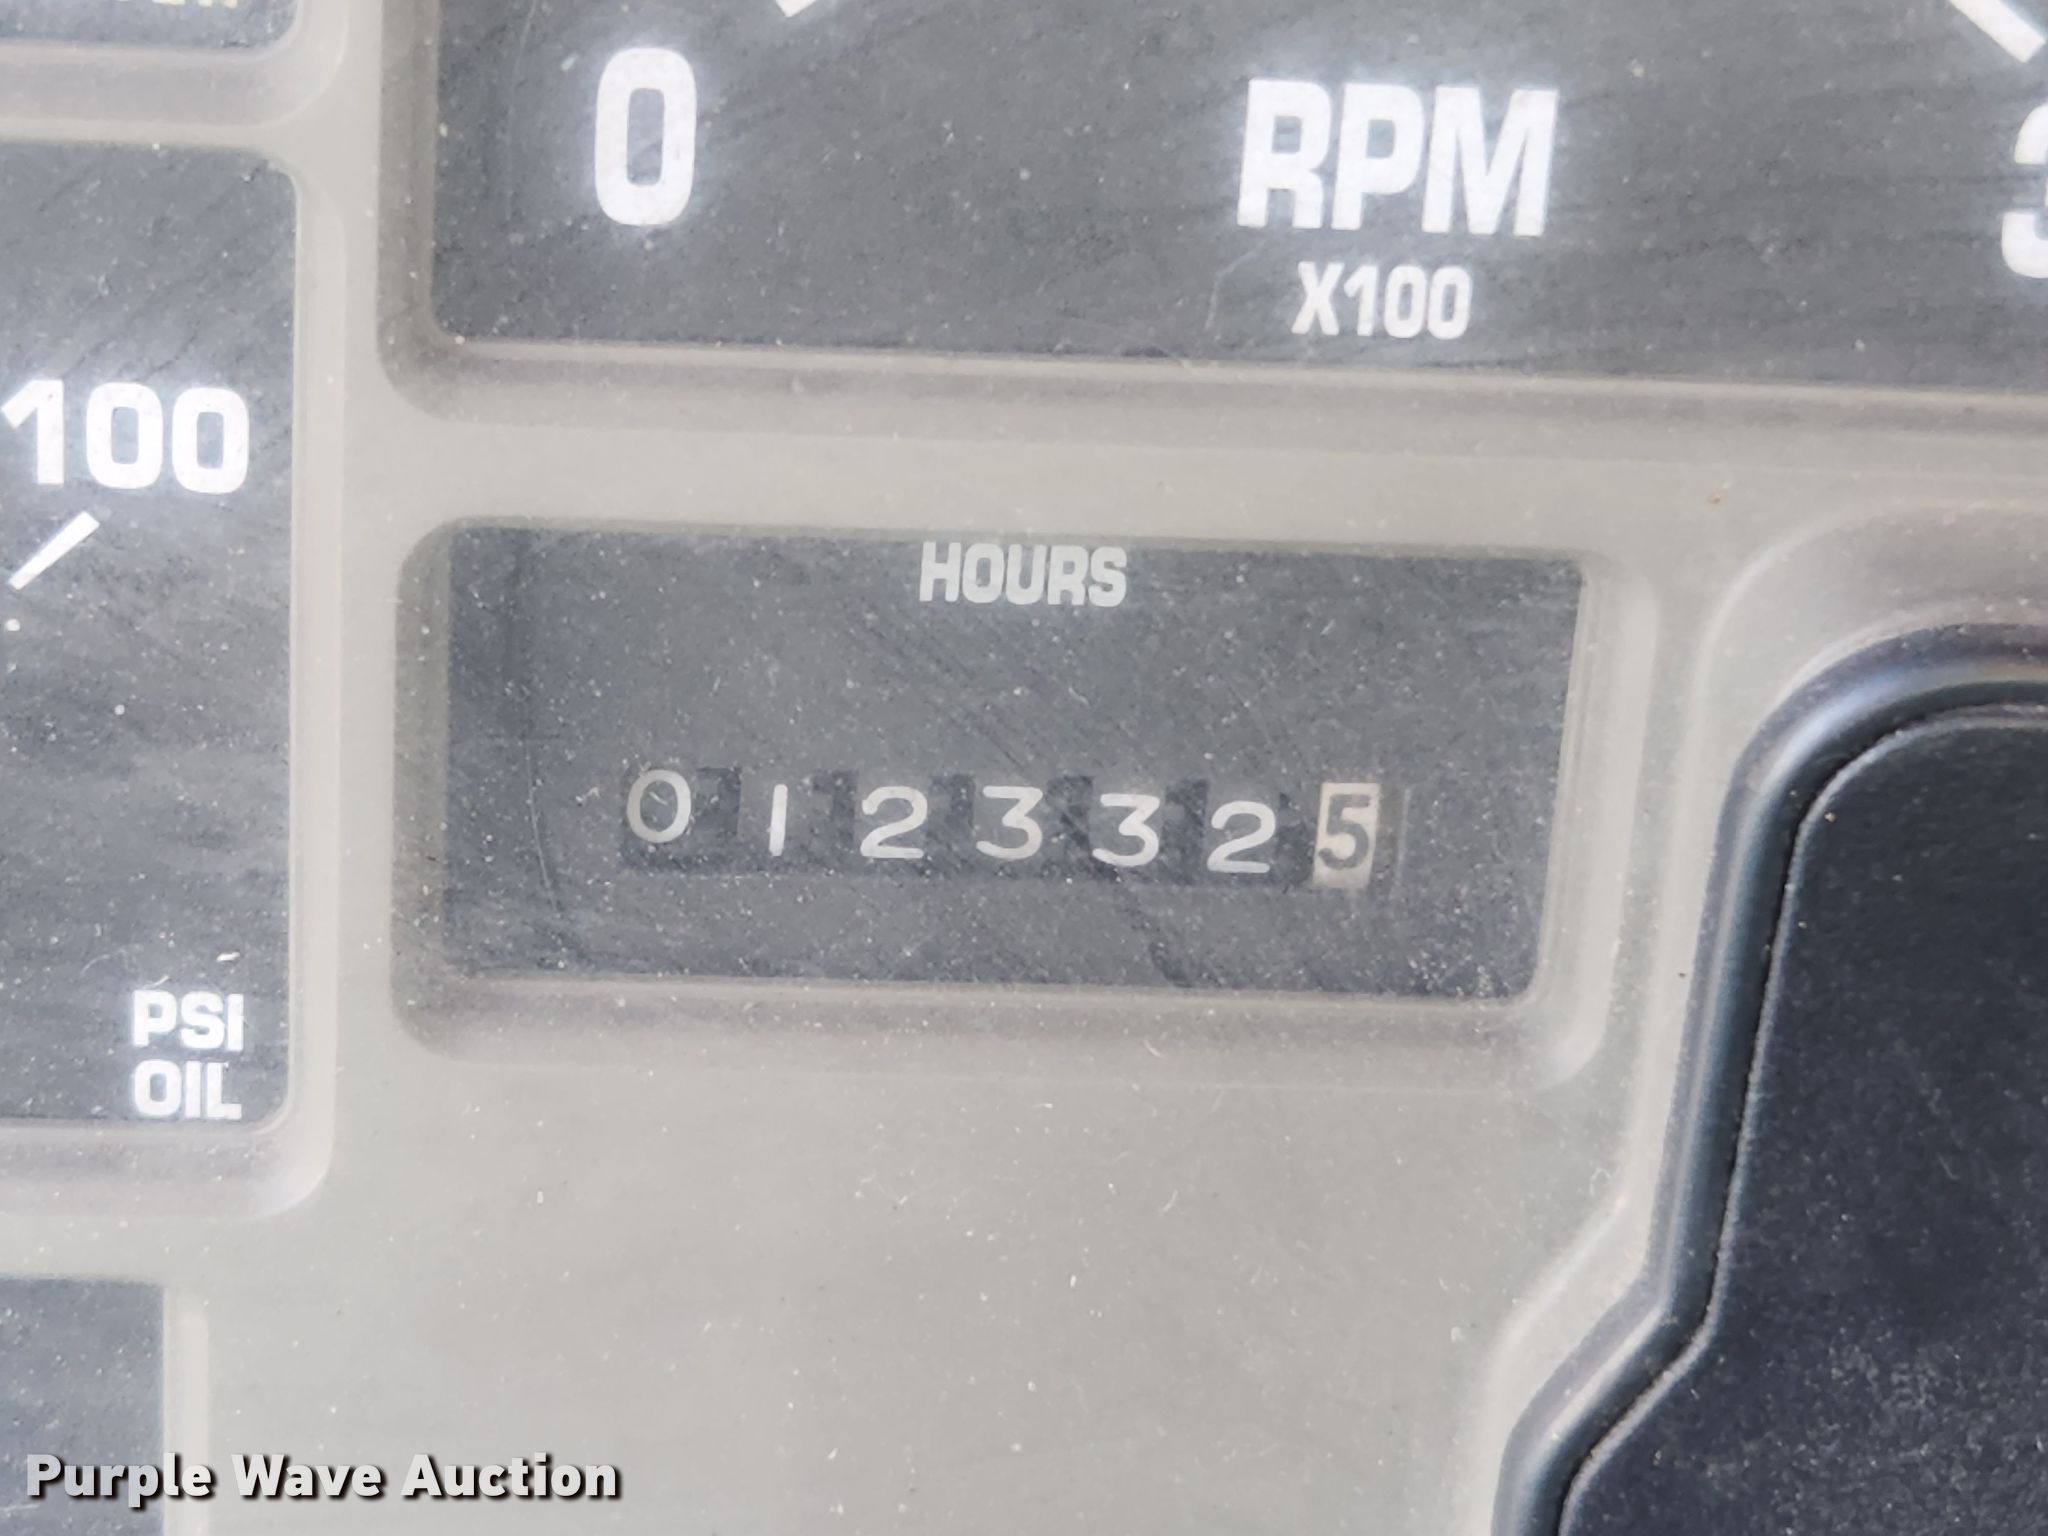 0
RPM
X100
100
HOURS
0123325
PSI
OIL
Purple Wave Auction